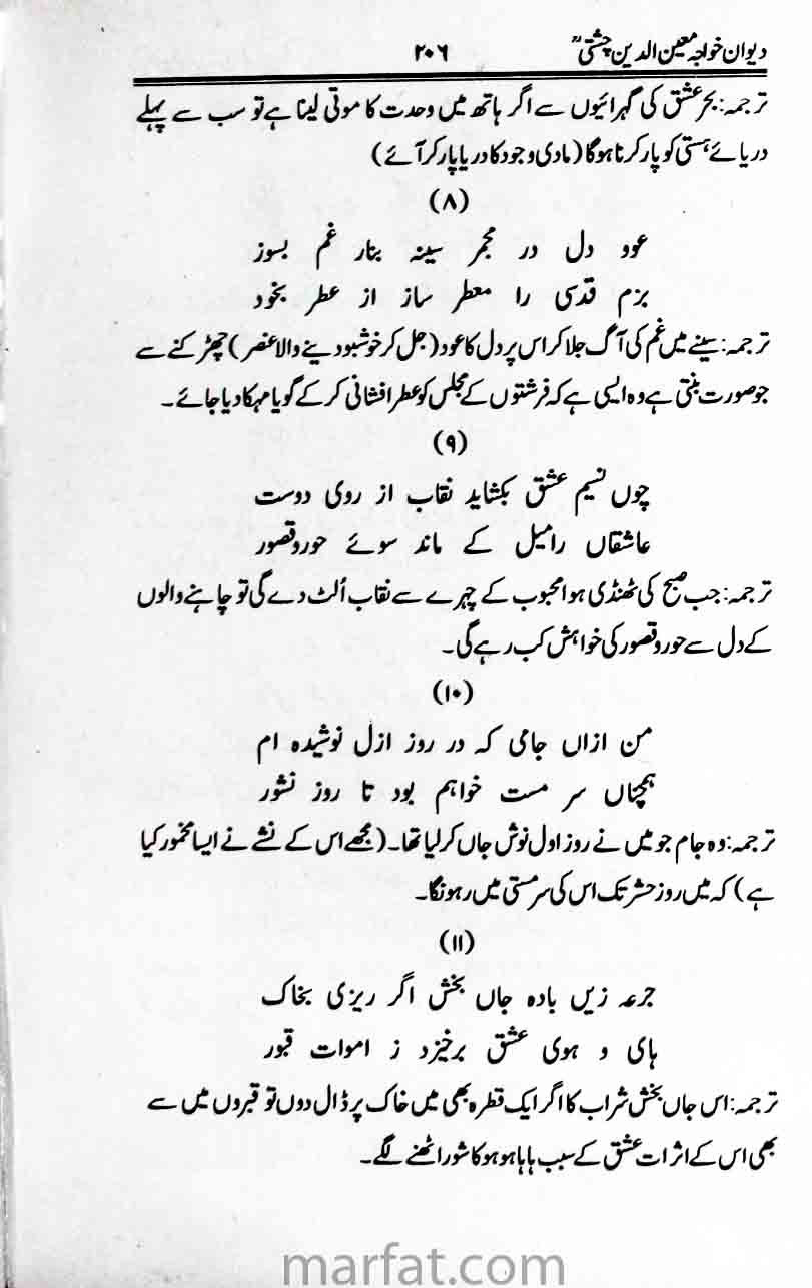 دیوان خواجہ معین الدین چشتیؒ ۲۰۶
ترجمہ: بحر عشق کی گہرائیوں سے اگر ہاتھ میں وحدت کا موتی لینا ہے تو سب سے پہلے
دریائے ہستی کو پار کرنا ہوگا (مادی وجود کا دریا پار کر آئے)
(۸)
عود دل در مجمر سینہ بنار غم بسوز
بزم قدسی را معطر ساز از عطر بخود
ترجمہ: سینے میں غم کی آگ جلا کر اس پر دل کا عود (جل کر خوشبو دینے والا عنصر) چھڑکنے سے
جو صورت بنتی ہے وہ ایسی ہے کہ فرشتوں کے مجلس کو عطر افشانی کر کے گویا مہکا دیا جائے۔
(۹)
چوں نسیم عشق بکشاید نقاب از روی دوست
عاشقاں رامیل کے ماند سوئے حوروقصور
ترجمہ: جب صبح کی ٹھنڈی ہوا محبوب کے چہرے سے نقاب اُلٹ دے گی تو چاہنے والوں
کے دل سے حوروقصور کی خواہش کب رہے گی۔
(۱۰)
من ازاں جامی کہ در روز ازل نوشیدہ ام
ہمچناں سر مست خواہم بود تا روز نشور
ترجمہ: وہ جام جو میں نے روز اول نوش جاں کر لیا تھا۔ (مجھے اس کے نشے نے ایسا مخمور کیا
ہے) کہ میں روز حشر تک اس کی سرمستی میں رہونگا۔
(۱۱)
جرعہ زیں بادہ جاں بخش اگر ریزی بخاک
ہای و ہوی عشق برخیزد ز اموات قبور
ترجمہ: اس جاں بخش شراب کا اگر ایک قطرہ بھی میں خاک پر ڈال دوں تو قبروں میں سے
بھی اس کے اثرات عشق کے سبب ہاہاہوہو کا شور اٹھنے لگے۔
marfat.com